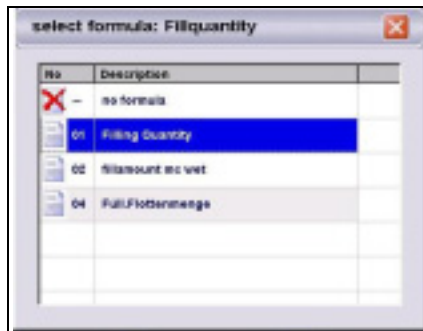 select formula: Fillquantity
No Description
– no formula
01 Filling Quantity
02 fillamount mc wet
04 Full.Flottenmenge